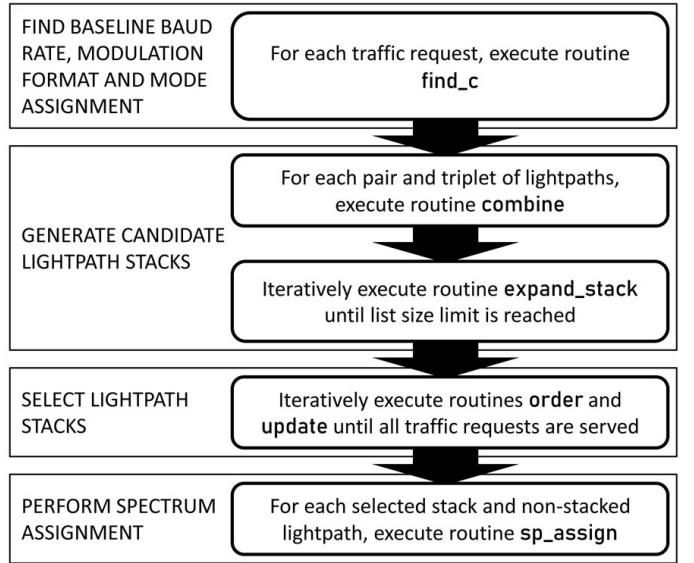 FIND BASELINE BAUD
RATE, MODULATION
FORMAT AND MODE
ASSIGNMENT
For each traffic request, execute routine
find_c
GENERATE CANDIDATE
LIGHTPATH STACKS
For each pair and triplet of lightpaths,
execute routine combine
Iteratively execute routine expand_stack
until list size limit is reached
SELECT LIGHTPATH
STACKS
Iteratively execute routines order and
update until all traffic requests are served
PERFORM SPECTRUM
ASSIGNMENT
For each selected stack and non-stacked
lightpath, execute routine sp_assign